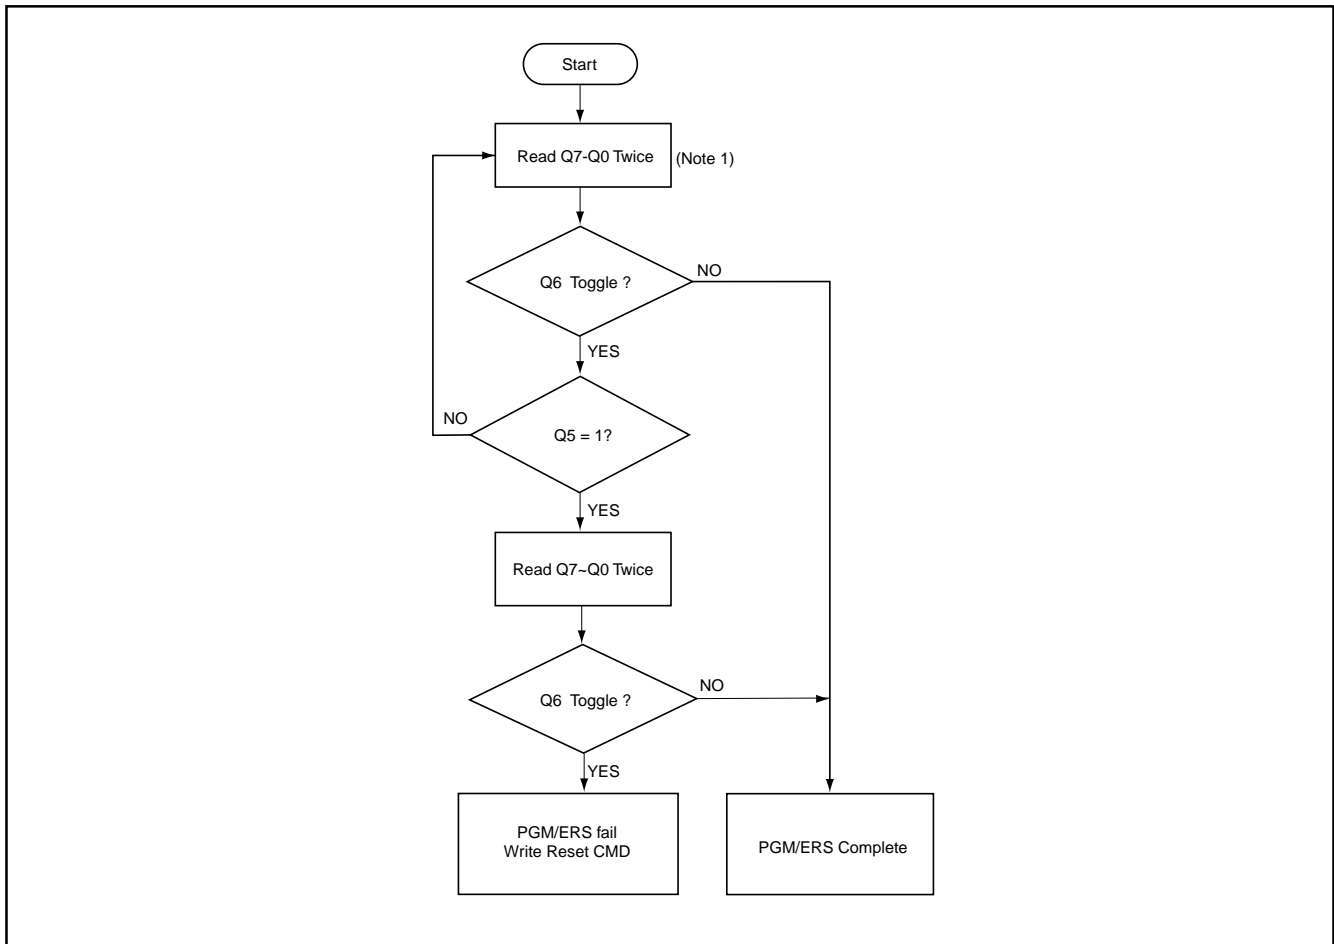 Start
Read Q7-Q0 Twice
(Note 1)
Q6 Toggle ?
NO
YES
NO
Q5 = 1?
YES
Read Q7~Q0 Twice
Q6 Toggle ?
NO
YES
PGM/ERS fail
Write Reset CMD
PGM/ERS Complete